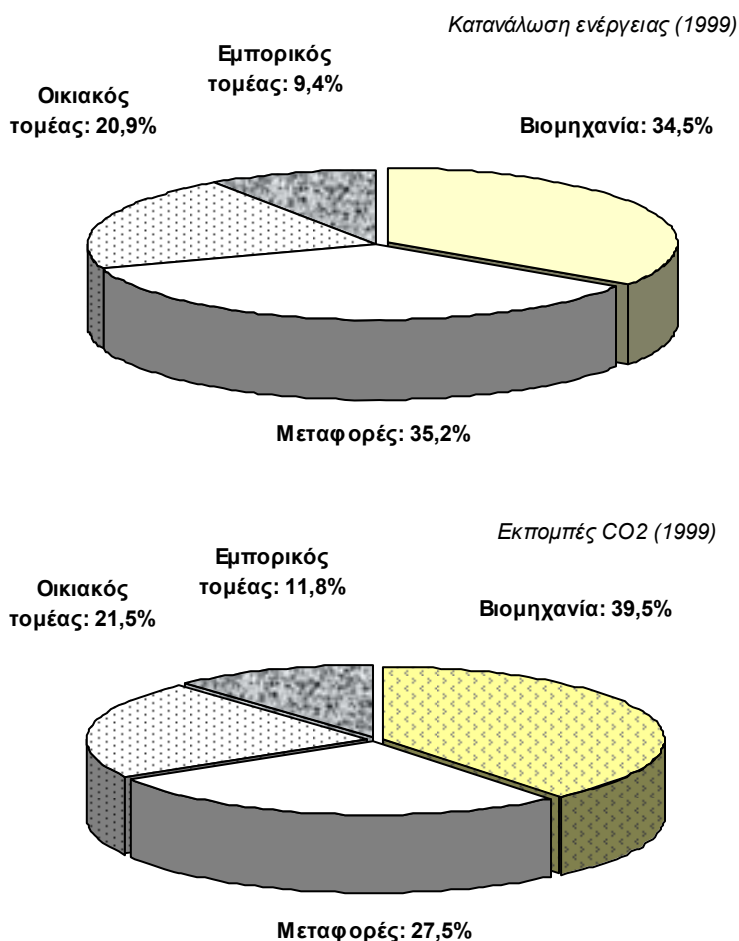 Κατανάλωση ενέργειας (1999)
Εμπορικός
τομέας: 9,4%
Οικιακός
τομέας: 20,9%
Βιομηχανία: 34,5%
Μεταφορές: 35,2%
Εκπομπές CO2 (1999)
Εμπορικός
τομέας: 11,8%
Οικιακός
τομέας: 21,5%
Βιομηχανία: 39,5%
Μεταφορές: 27,5%